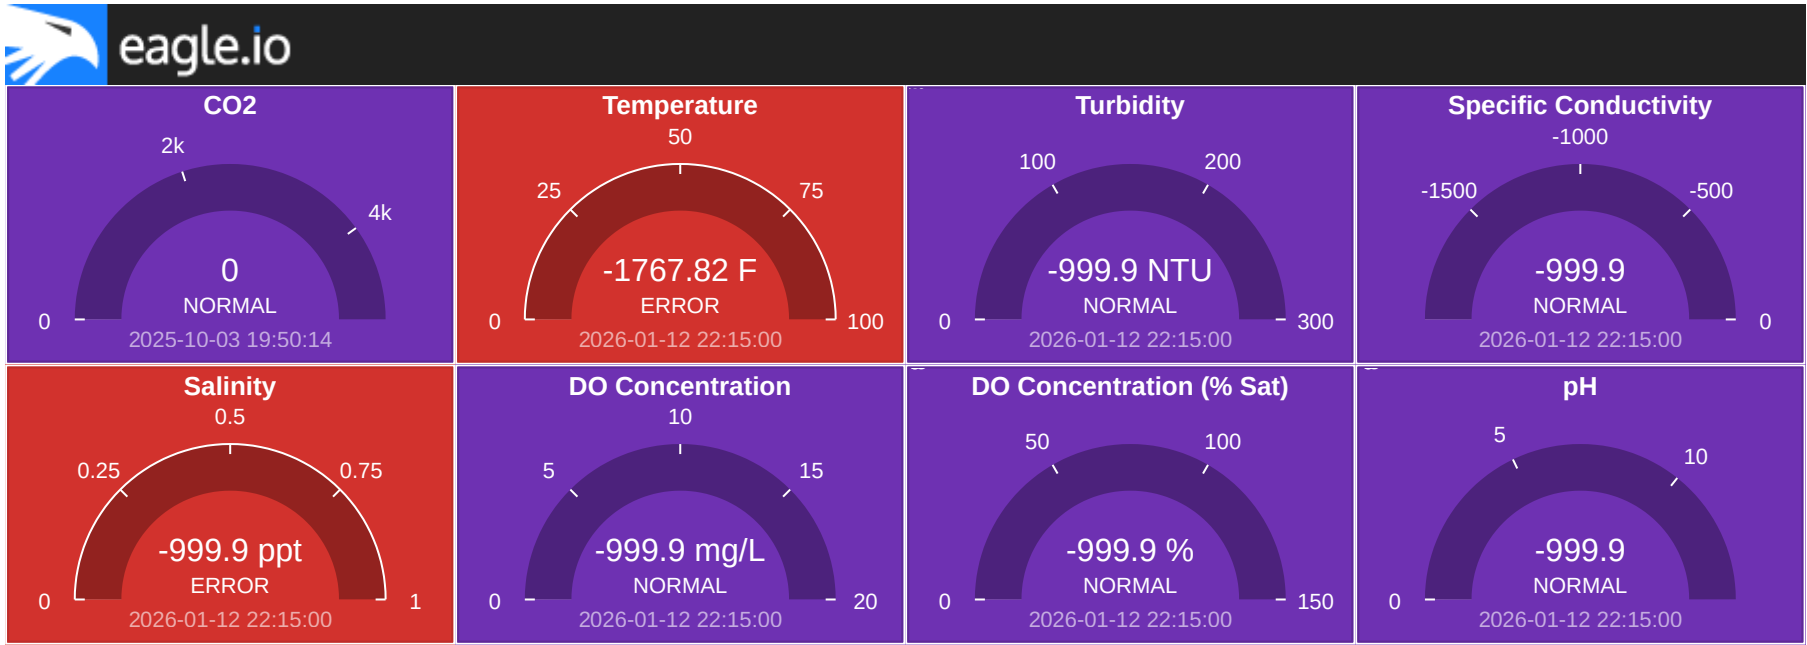 eagle.io
CO2
2k
4k
0
NORMAL
0
2025-10-03 19:50:14
Temperature
50
25
75
-1767.82 F
ERROR
0
100
2026-01-12 22:15:00
Turbidity
100
200
-999.9 NTU
NORMAL
0
300
2026-01-12 22:15:00
Specific Conductivity
-1000
-1500
-500
-999.9
NORMAL
0
2026-01-12 22:15:00
Salinity
0.5
0.25
0.75
-999.9 ppt
ERROR
0
1
2026-01-12 22:15:00
DO Concentration
10
5
15
-999.9 mg/L
NORMAL
0
20
2026-01-12 22:15:00
DO Concentration (% Sat)
50
100
-999.9 %
NORMAL
0
150
2026-01-12 22:15:00
pH
5
10
-999.9
NORMAL
0
2026-01-12 22:15:00